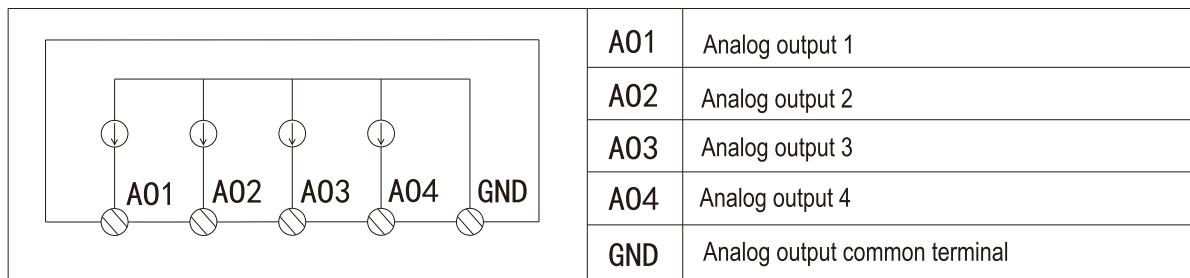 AO1 AO2 AO3 AO4 GND
AO1 Analog output 1
AO2 Analog output 2
AO3 Analog output 3
AO4 Analog output 4
GND Analog output common terminal